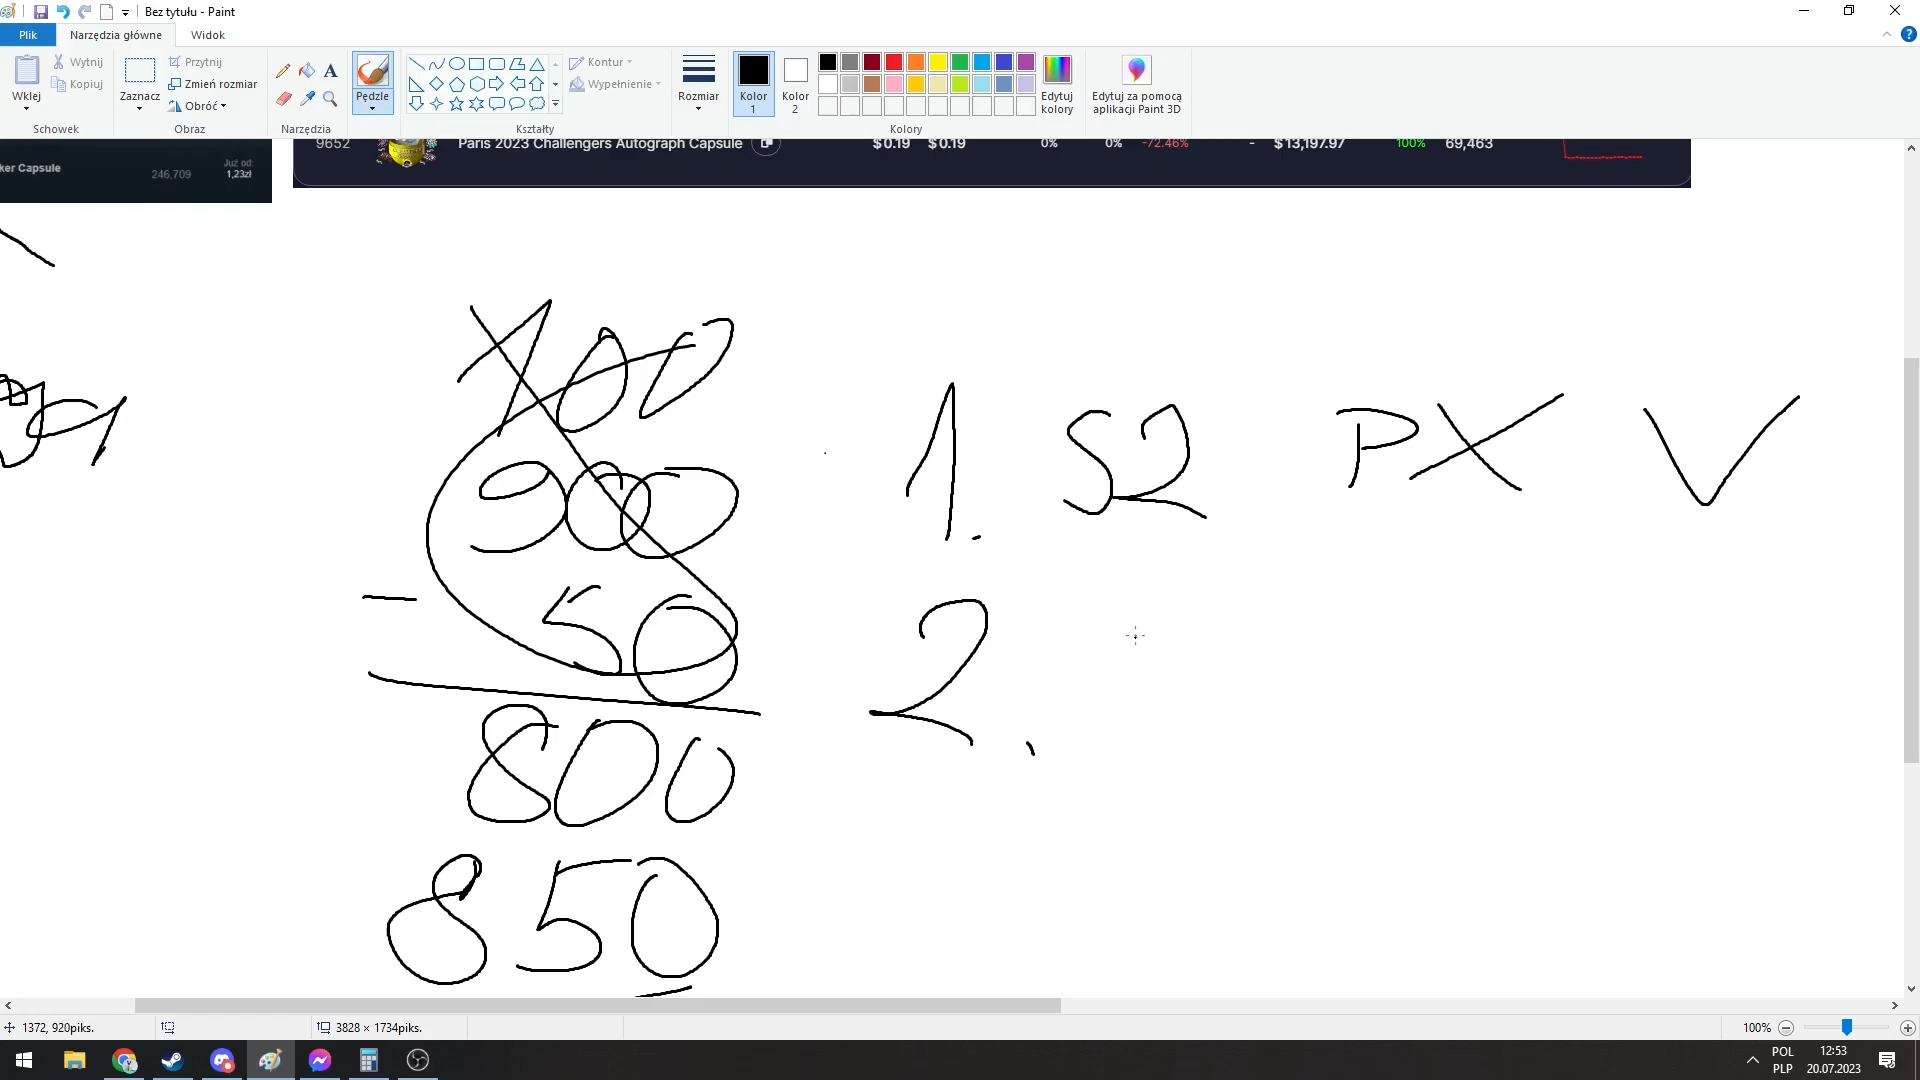 Bez tytułu - Paint
Plik Narzędzia główne Widok
Wklej Wytnij Kopiuj Schowek
Zaznacz Przytnij Zmień rozmiar Obróć Obraz
Narzędzia
Pędzle
Kontur Wypełnienie Kształty
Rozmiar
Kolor 1 Kolor 2 Edytuj kolory Kolory
Edytuj za pomocą aplikacji Paint 3D
ker Capsule 246,709 Już od: 1,23zł
9652 Paris 2023 Challengers Autograph Capsule $0.19 $0.19 0% 0% -72.46% - $13,197.97 100% 69,463
900
- 50
800
850
1. S2 PX V
2.
1372, 920piks. 3828 × 1734piks. 100%
POL PLP 12:53 20.07.2023